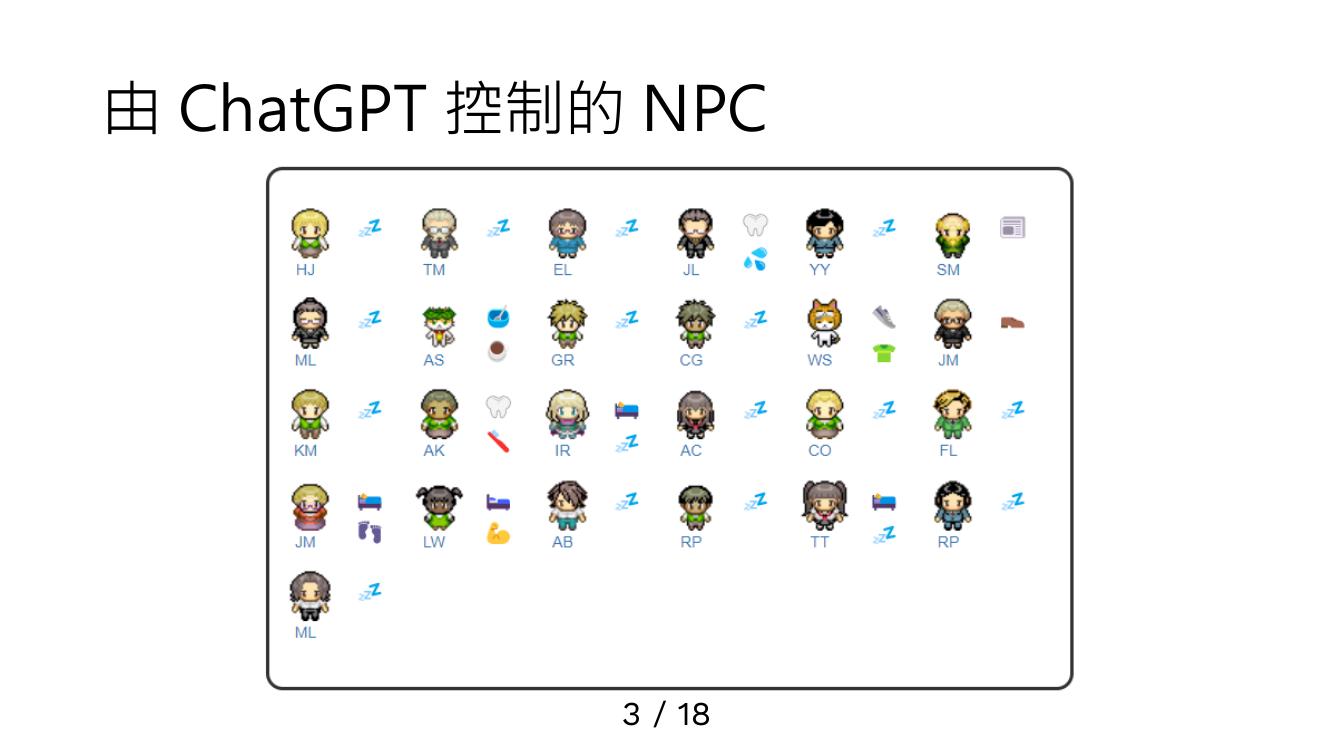 由 ChatGPT 控制的 NPC
HJ TM EL JL YY SM
ML AS GR CG WS JM
KM AK IR AC CO FL
JM LW AB RP TT RP
ML
3 / 18